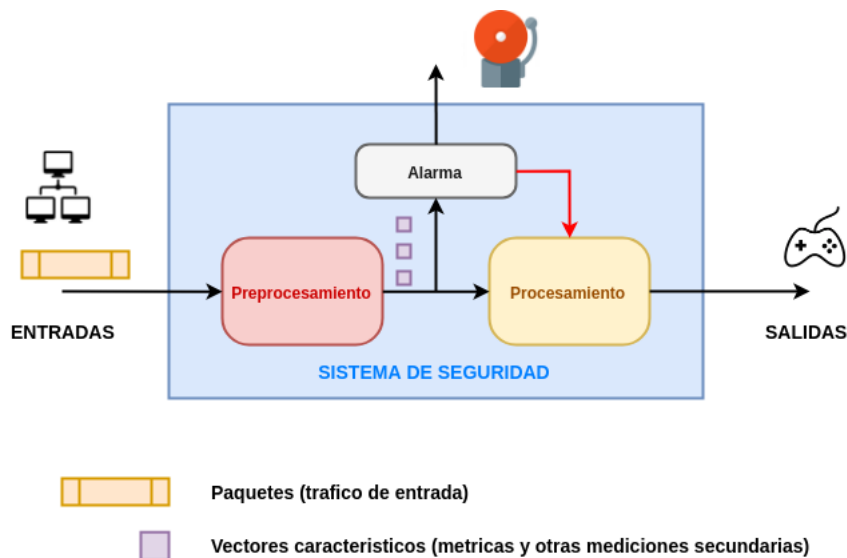 Alarma
Preprocesamiento
Procesamiento
ENTRADAS
SALIDAS
SISTEMA DE SEGURIDAD
Paquetes (trafico de entrada)
Vectores caracteristicos (metricas y otras mediciones secundarias)